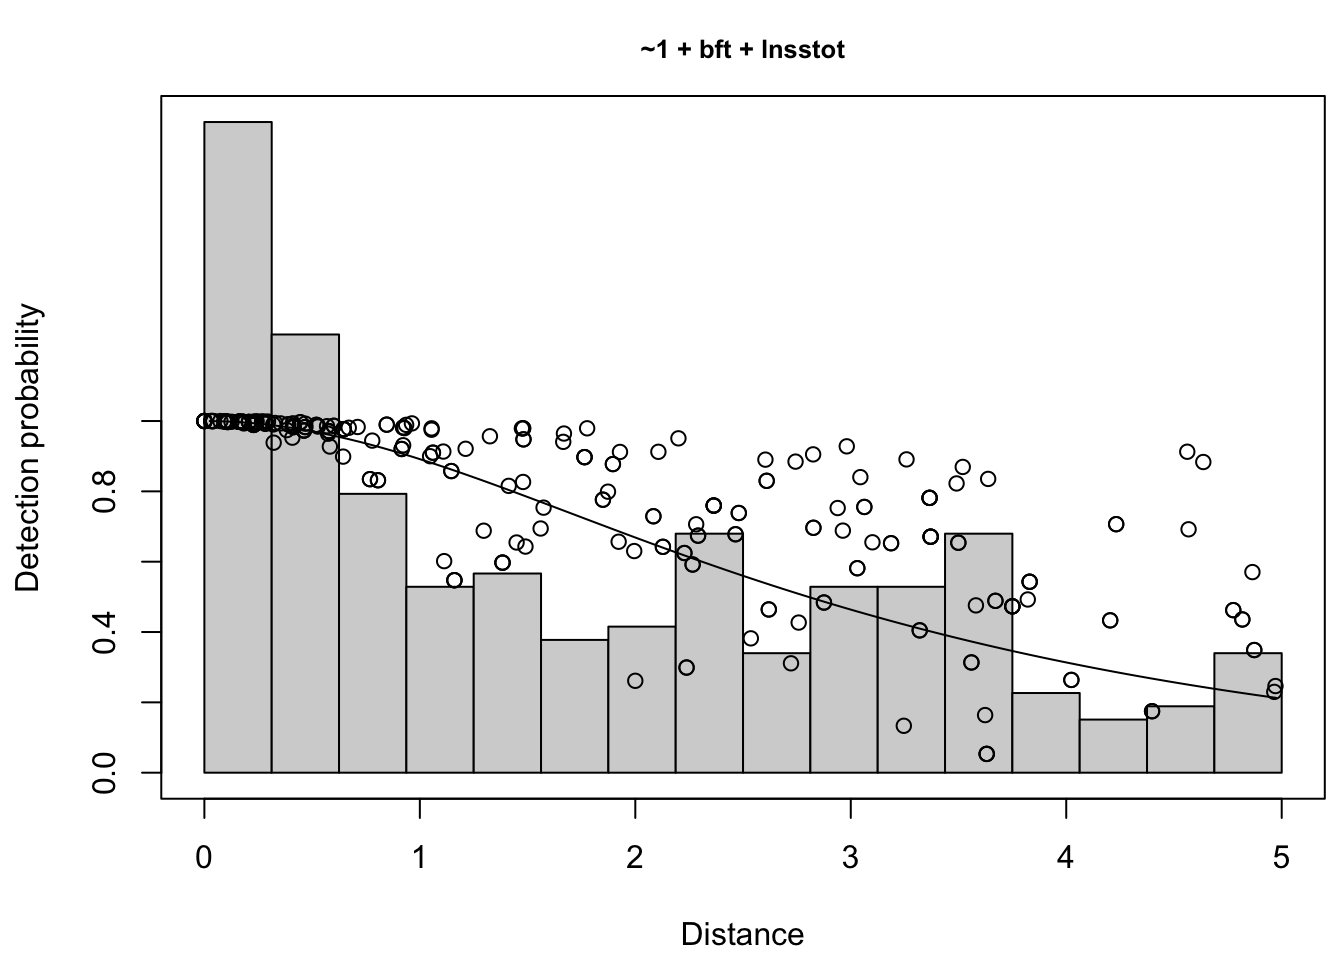 ~1 + bft + lnsstot
Detection probability
0.8
0.4
0.0
0 1 2 3 4 5
Distance